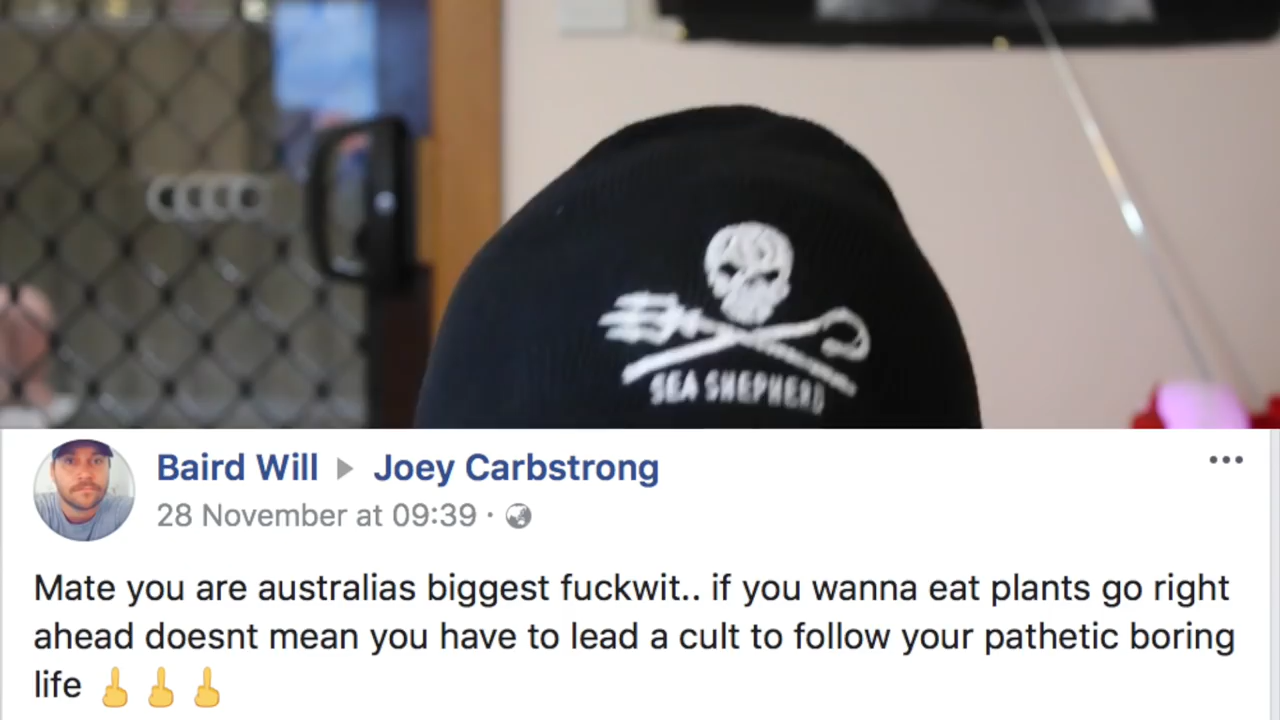 SEA SHEPHERD
Baird Will ▶ Joey Carbstrong
28 November at 09:39 ·
Mate you are australias biggest fuckwit.. if you wanna eat plants go right
ahead doesnt mean you have to lead a cult to follow your pathetic boring
life 🖕🖕🖕